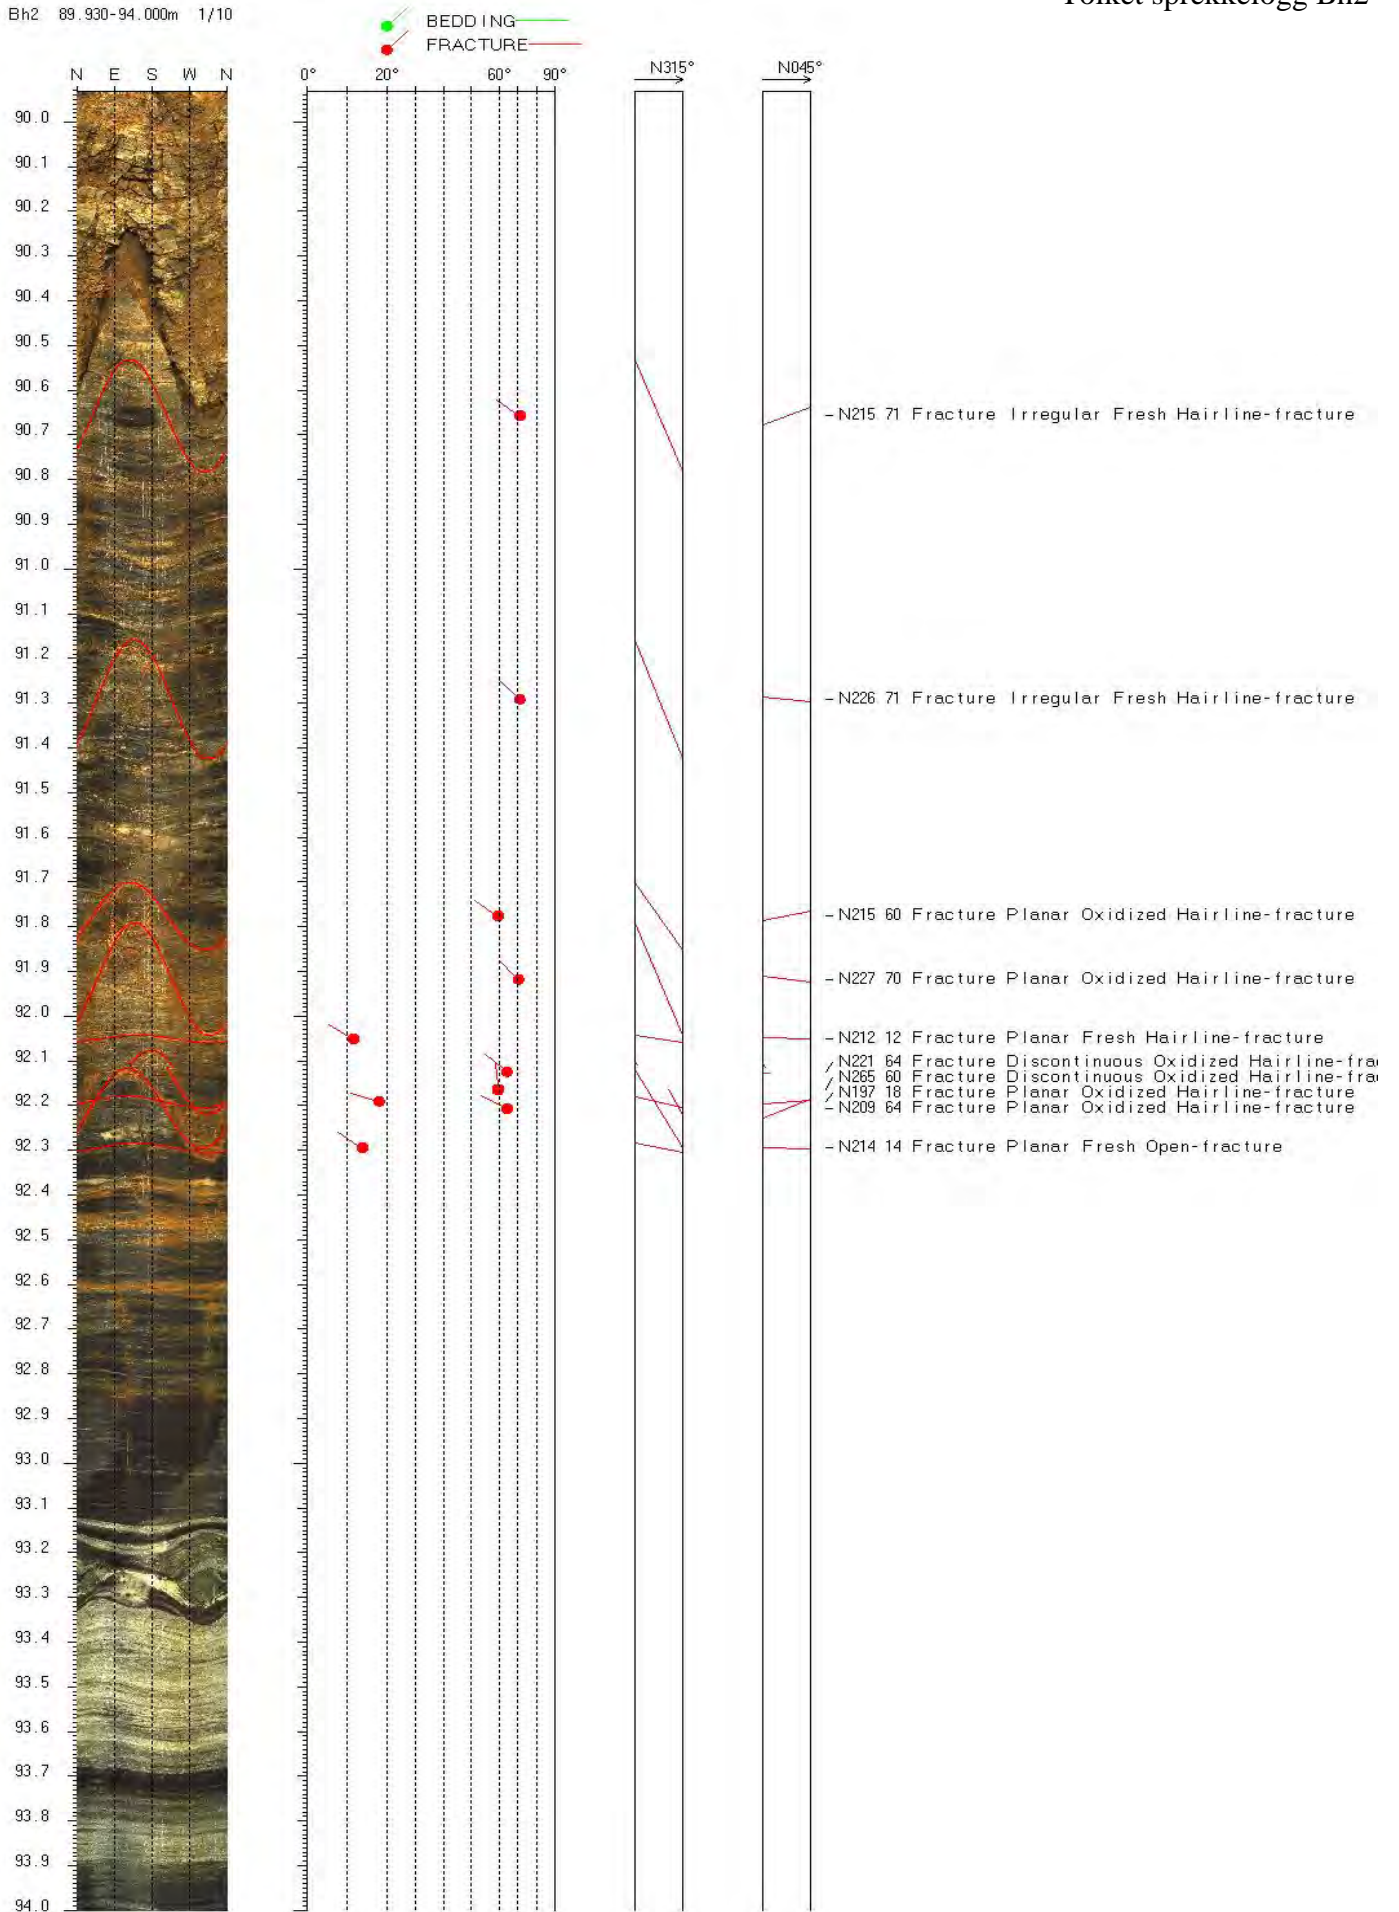 Tolket sprekkelogg Bh2
Bh2 89.930-94.000m 1/10
BEDDING
FRACTURE
N E S W N
0° 20° 60° 90°
N315°
N045°
90.0
90.1
90.2
90.3
90.4
90.5
90.6
N215 71 Fracture Irregular Fresh Hairline-fracture
90.7
90.8
90.9
91.0
91.1
91.2
91.3
N226 71 Fracture Irregular Fresh Hairline-fracture
91.4
91.5
91.6
91.7
91.8
N215 60 Fracture Planar Oxidized Hairline-fracture
91.9
N227 70 Fracture Planar Oxidized Hairline-fracture
92.0
N212 12 Fracture Planar Fresh Hairline-fracture
92.1
N221 64 Fracture Discontinuous Oxidized Hairline-fra
N265 60 Fracture Discontinuous Oxidized Hairline-fra
N197 18 Fracture Planar Oxidized Hairline-fracture
92.2
N209 64 Fracture Planar Oxidized Hairline-fracture
92.3
N214 14 Fracture Planar Fresh Open-fracture
92.4
92.5
92.6
92.7
92.8
92.9
93.0
93.1
93.2
93.3
93.4
93.5
93.6
93.7
93.8
93.9
94.0